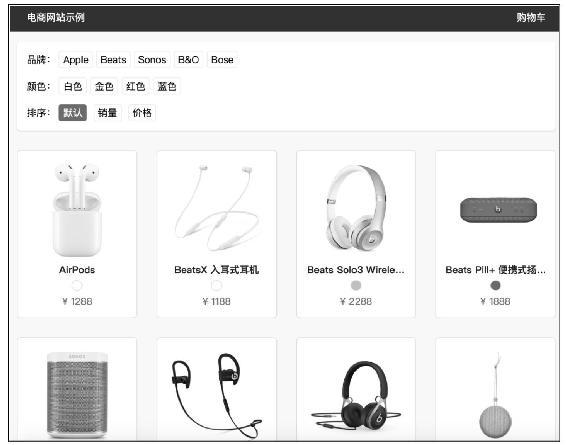 电商网站示例 购物车
品牌： Apple Beats Sonos B&O Bose
颜色： 白色 金色 红色 蓝色
排序： 默认 销量 价格
AirPods BeatsX 入耳式耳机 Beats Solo3 Wirele... Beats Pill+ 便携式扬...
¥ 1288 ¥ 1188 ¥ 2288 ¥ 1888
SONOS